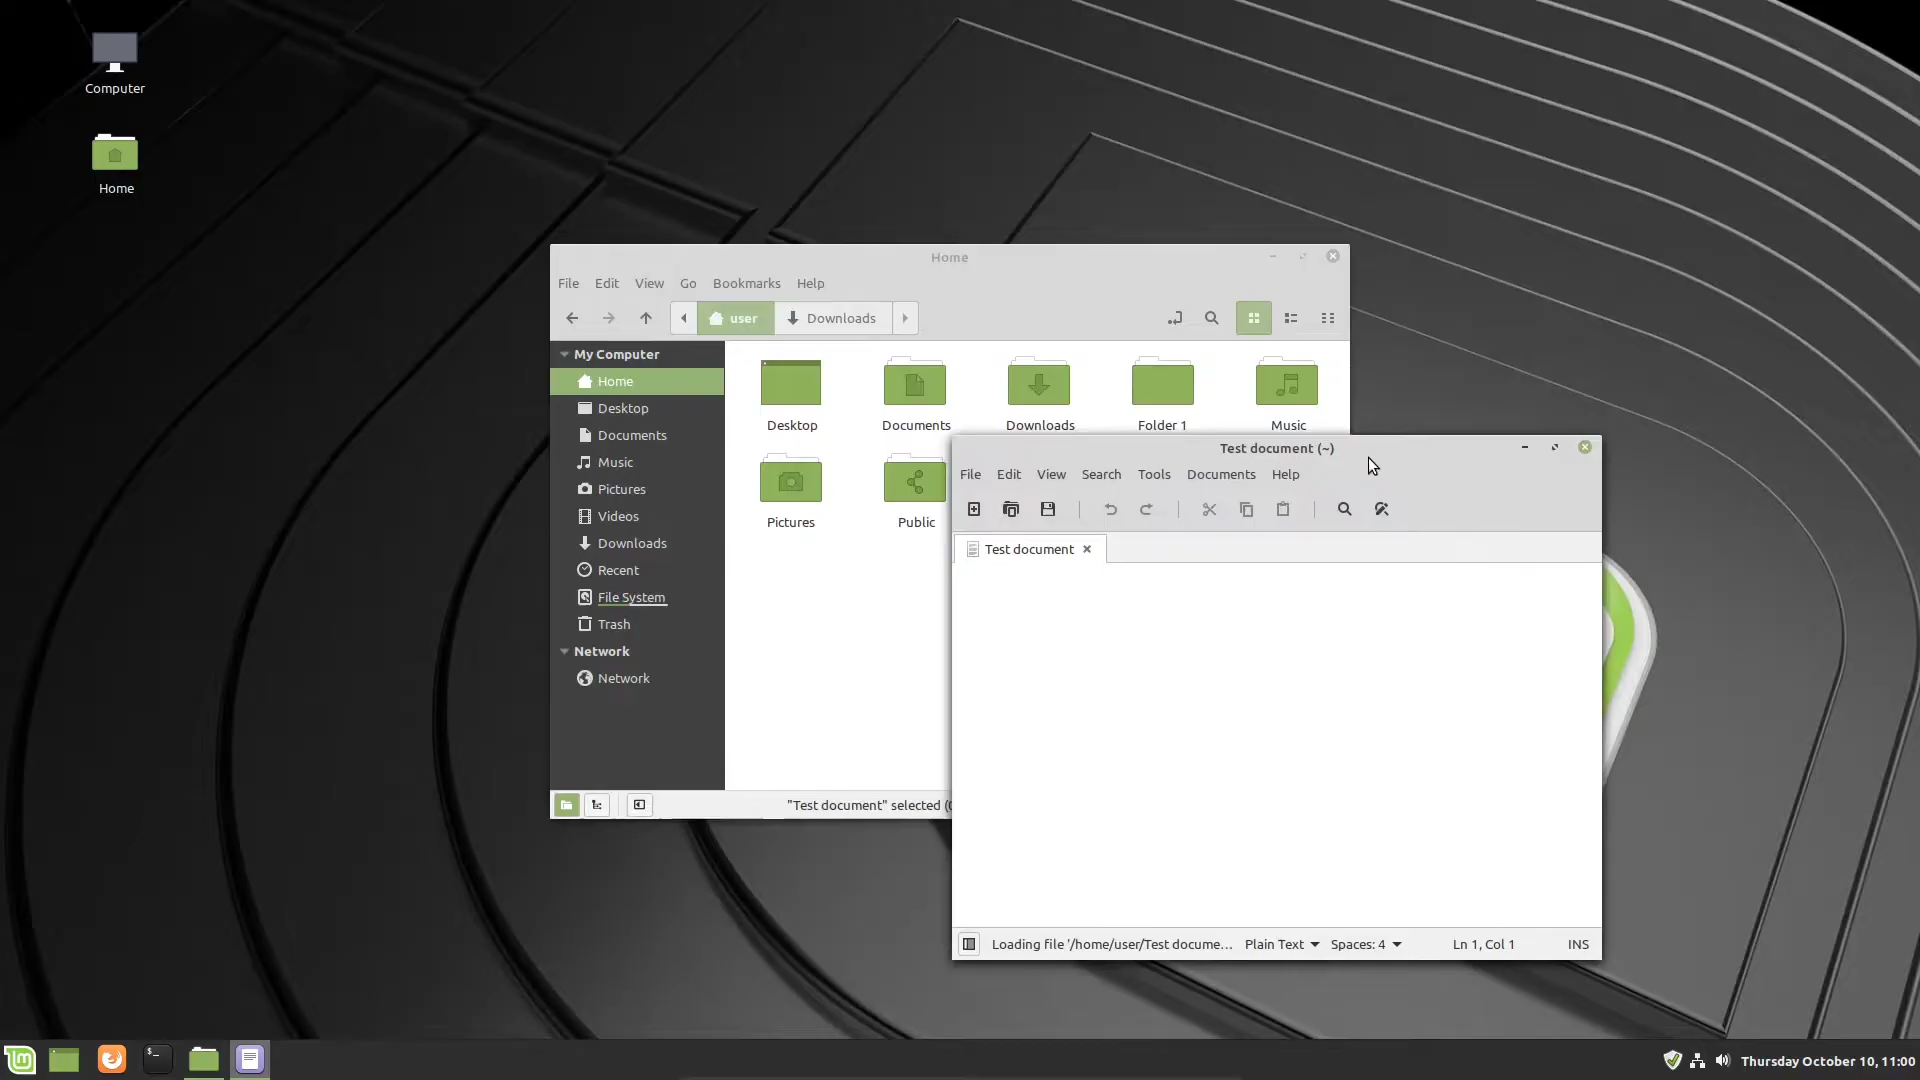 Computer
Home
Home
File Edit View Go Bookmarks Help
user Downloads
My Computer
Home
Desktop
Documents
Music
Pictures
Videos
Downloads
Recent
File System
Trash
Network
Network
Desktop Documents Downloads Folder 1 Music
Pictures Public
"Test document" selected (0
Test document (~)
File Edit View Search Tools Documents Help
Test document
Loading file '/home/user/Test docume… Plain Text Spaces: 4 Ln 1, Col 1 INS
Thursday October 10, 11:00